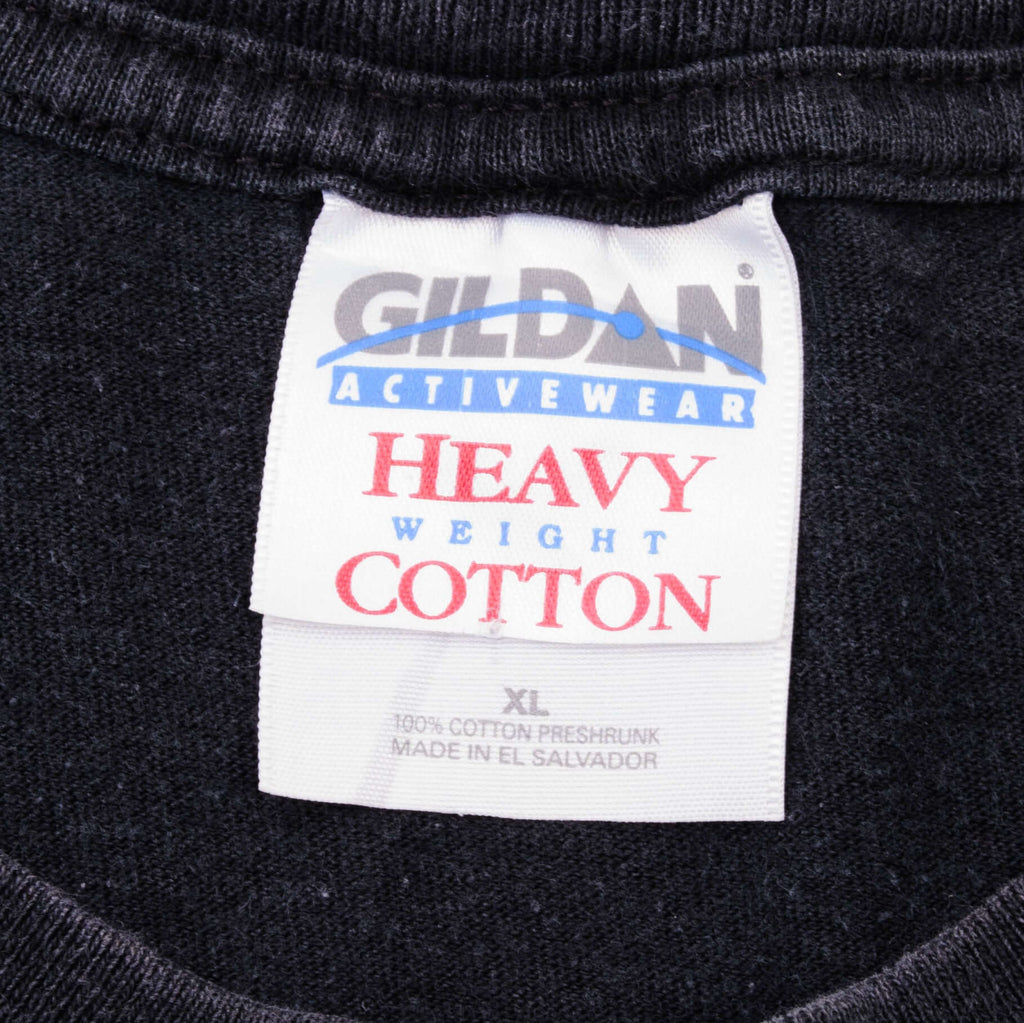 GILDAN®
ACTIVEWEAR
HEAVY
WEIGHT
COTTON
XL
100% COTTON PRESHRUNK
MADE IN EL SALVADOR